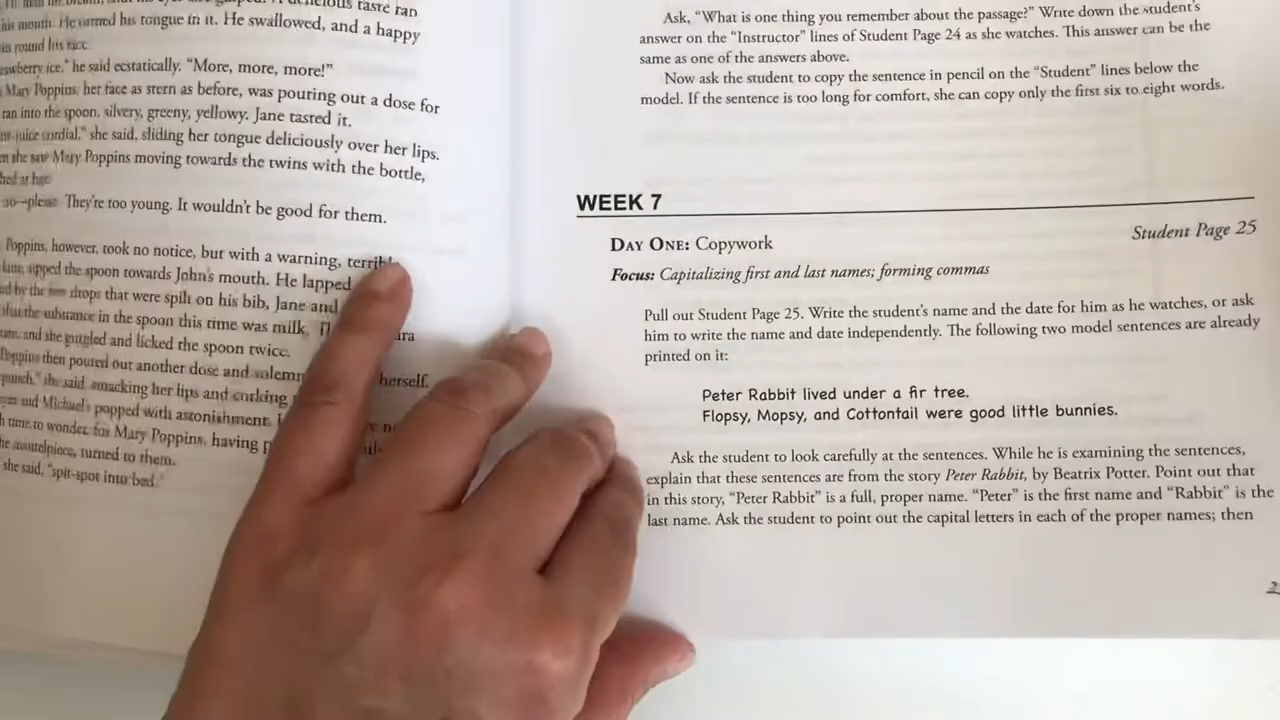 delicious taste ran
his mouth. He turned his tongue in it. He swallowed, and a happy
round his face.
ice," he said ecstatically. "More, more, more!"
Mary Poppins, her face as stern as before, was pouring out a dose for
ran into the spoon, silvery, greeny, yellowy. Jane tasted it.
cordial," she said, sliding her tongue deliciously over her lips.
she saw Mary Poppins moving towards the twins with the bottle,
at her.
please. They're too young. It wouldn't be good for them.
Poppins, however, took no notice, but with a warning,
tipped the spoon towards John's mouth. He lapped
by the few drops that were spilt on his bib, Jane and
that the substance in the spoon this time was milk.
and she gurgled and licked the spoon twice.
Poppins then poured out another dose and herself.
punch," she said, smacking her lips and corking
and Michael's popped with astonishment.
time to wonder, for Mary Poppins, having
mantelpiece, turned to them.
she said, "spit-spot into bed."
Ask, "What is one thing you remember about the passage?" Write down the student's
answer on the "Instructor" lines of Student Page 24 as she watches. This answer can be the
same as one of the answers above.
Now ask the student to copy the sentence in pencil on the "Student" lines below the
model. If the sentence is too long for comfort, she can copy only the first six to eight words.
WEEK 7
DAY ONE: Copywork Student Page 25
Focus: Capitalizing first and last names; forming commas
Pull out Student Page 25. Write the student's name and the date for him as he watches, or ask
him to write the name and date independently. The following two model sentences are already
printed on it:
Peter Rabbit lived under a fir tree.
Flopsy, Mopsy, and Cottontail were good little bunnies.
Ask the student to look carefully at the sentences. While he is examining the sentences,
explain that these sentences are from the story Peter Rabbit, by Beatrix Potter. Point out that
in this story, "Peter Rabbit" is a full, proper name. "Peter" is the first name and "Rabbit" is the
last name. Ask the student to point out the capital letters in each of the proper names; then